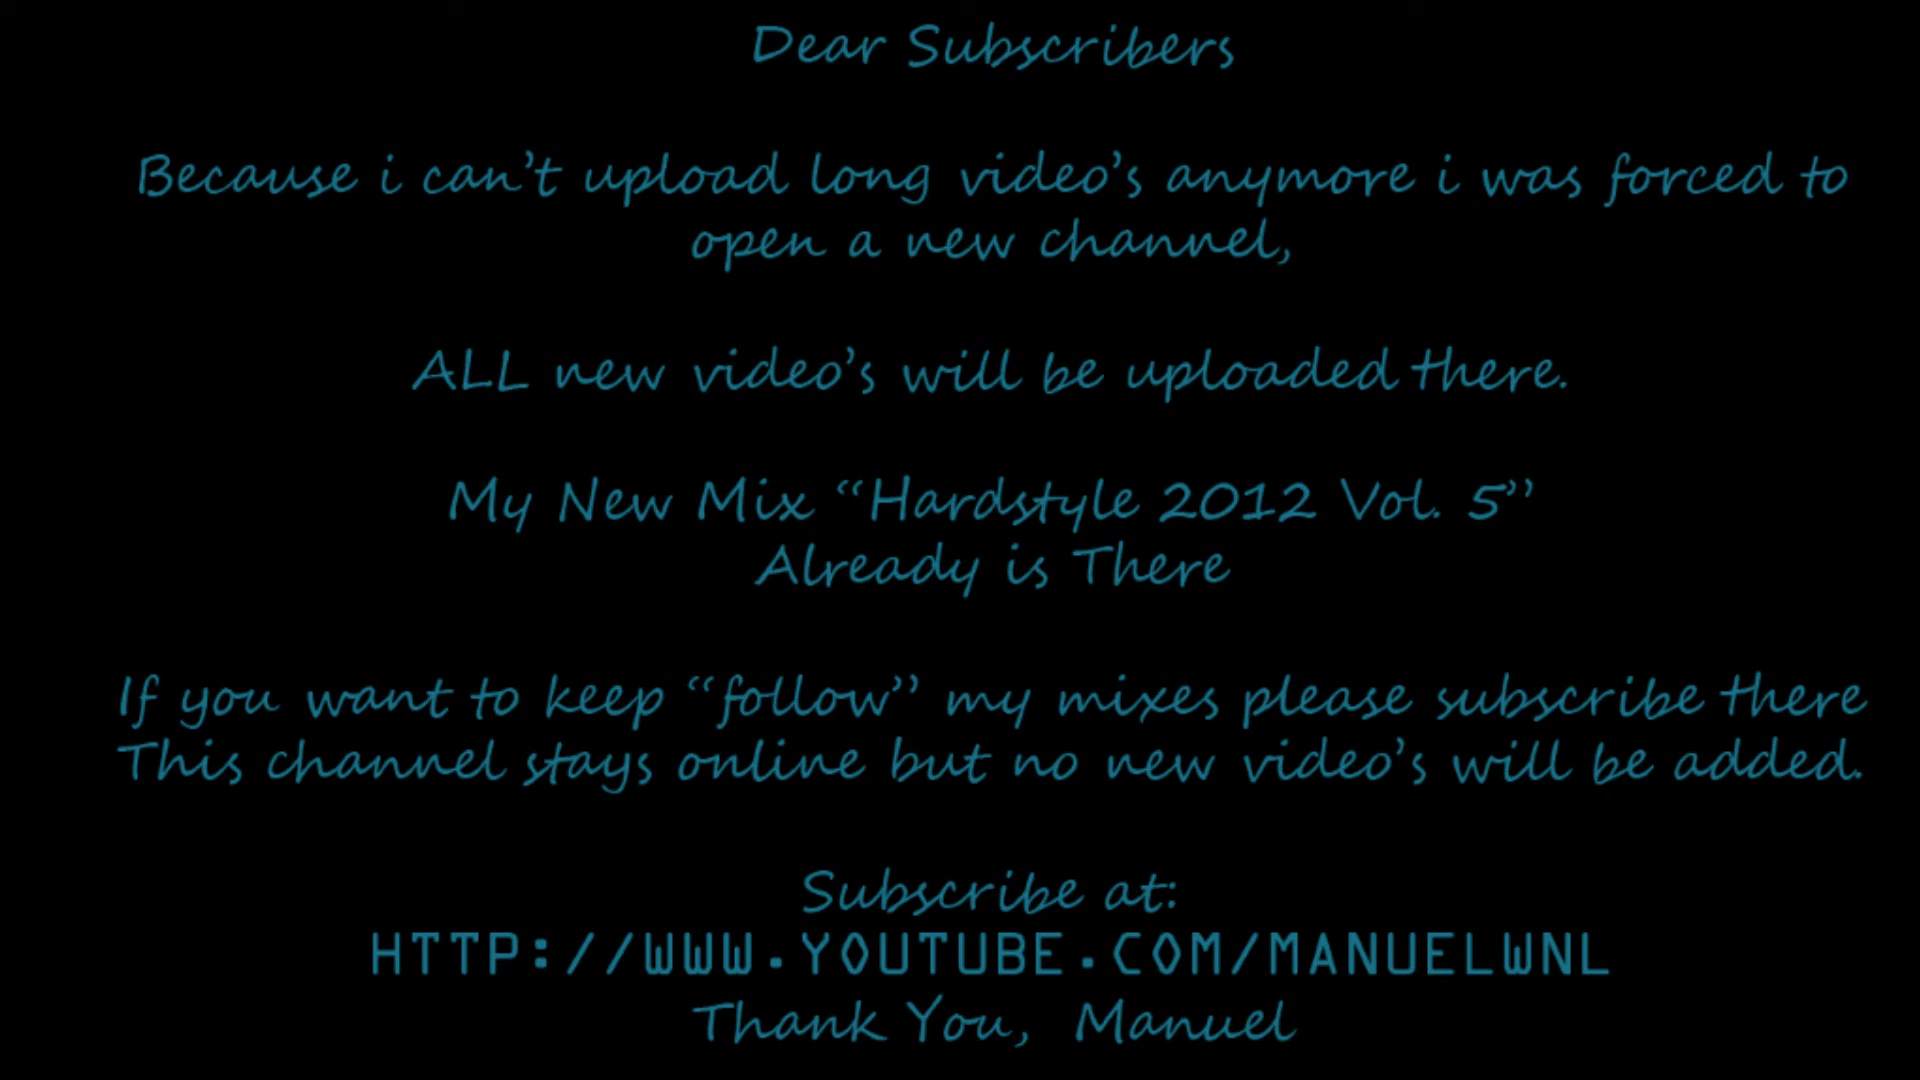 Dear Subscribers
Because i can't upload long video's anymore i was forced to
open a new channel,
ALL new video's will be uploaded there.
My New Mix “Hardstyle 2012 Vol. 5”
Already is There
If you want to keep “follow” my mixes please subscribe there
This channel stays online but no new video's will be added.
Subscribe at:
HTTP://WWW.YOUTUBE.COM/MANUELWNL
Thank You, Manuel